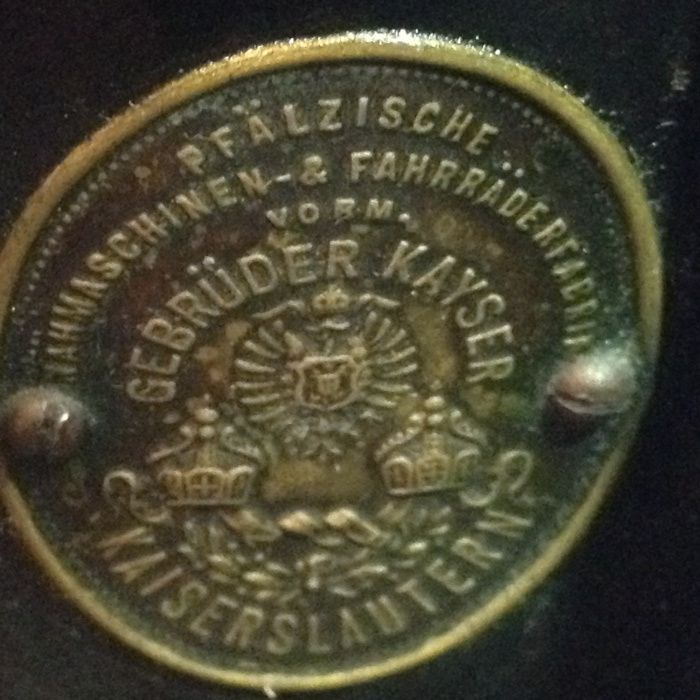 PFÄLZISCHE
NÄHMASCHINEN-& FAHRRÄDERFABRIK
VORM.
GEBRÜDER KAYSER
KAISERSLAUTERN